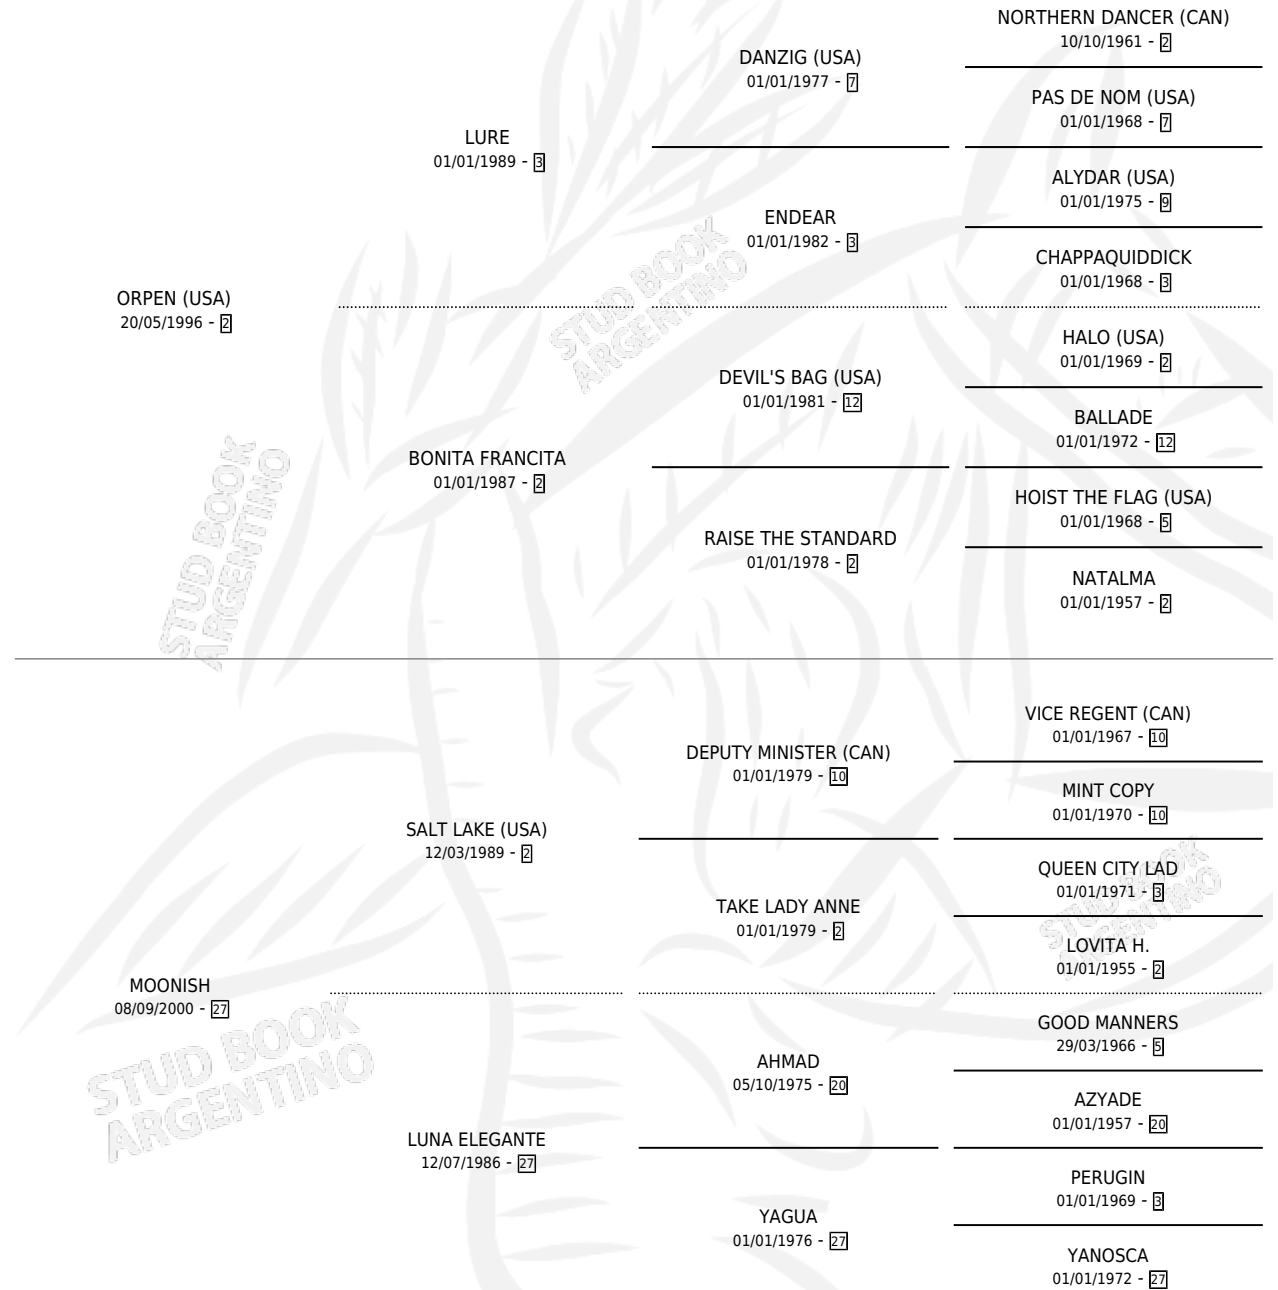 NORTHERN DANCER (CAN)
10/10/1961 - 2
DANZIG (USA)
01/01/1977 - 7
PAS DE NOM (USA)
01/01/1968 - 7
LURE
01/01/1989 - 3
ALYDAR (USA)
01/01/1975 - 9
ENDEAR
01/01/1982 - 3
CHAPPAQUIDDICK
01/01/1968 - 3
ORPEN (USA)
20/05/1996 - 2
STUD BOOK
ARGENTINO
HALO (USA)
01/01/1969 - 2
DEVIL'S BAG (USA)
01/01/1981 - 12
BALLADE
01/01/1972 - 12
BONITA FRANCITA
01/01/1987 - 2
HOIST THE FLAG (USA)
01/01/1968 - 5
RAISE THE STANDARD
01/01/1978 - 2
NATALMA
01/01/1957 - 2
STUD BOOK
ARGENTINO
VICE REGENT (CAN)
01/01/1967 - 10
DEPUTY MINISTER (CAN)
01/01/1979 - 10
MINT COPY
01/01/1970 - 10
SALT LAKE (USA)
12/03/1989 - 2
QUEEN CITY LAD
01/01/1971 - 3
TAKE LADY ANNE
01/01/1979 - 2
STUD BOOK
ARGENTINO
LOVITA H.
01/01/1955 - 2
MOONISH
08/09/2000 - 27
GOOD MANNERS
29/03/1966 - 5
AHMAD
05/10/1975 - 20
STUD BOOK
ARGENTINO
AZYADE
01/01/1957 - 20
LUNA ELEGANTE
12/07/1986 - 27
PERUGIN
01/01/1969 - 3
YAGUA
01/01/1976 - 27
YANOSCA
01/01/1972 - 27